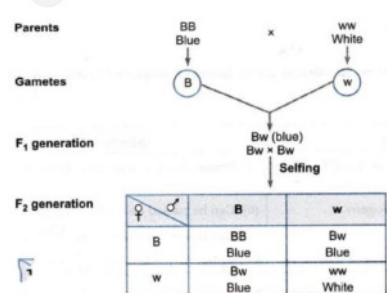 Parents BB × ww
Blue White
Gametes B w
F₁ generation Bw (blue)
Bw × Bw
Selfing
F₂ generation
♀ ♂ B w
B BB Bw
Blue Blue
w Bw ww
Blue White